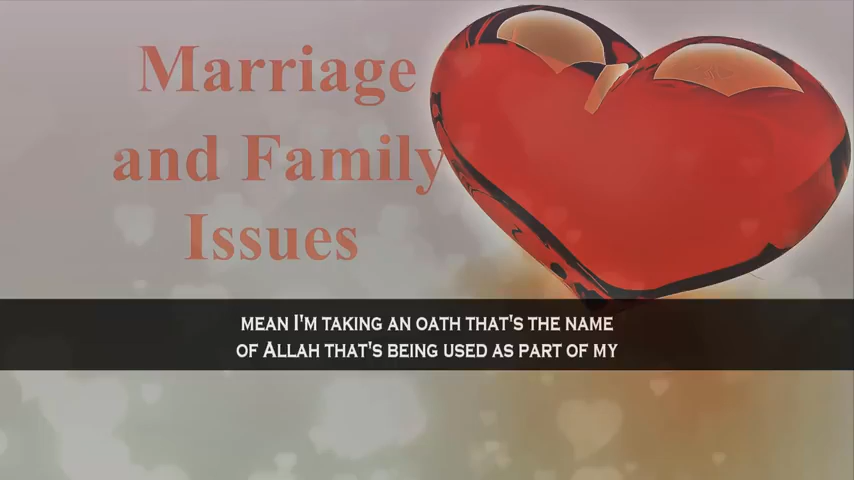 Marriage
and Family
Issues
MEAN I'M TAKING AN OATH THAT'S THE NAME
OF ALLAH THAT'S BEING USED AS PART OF MY